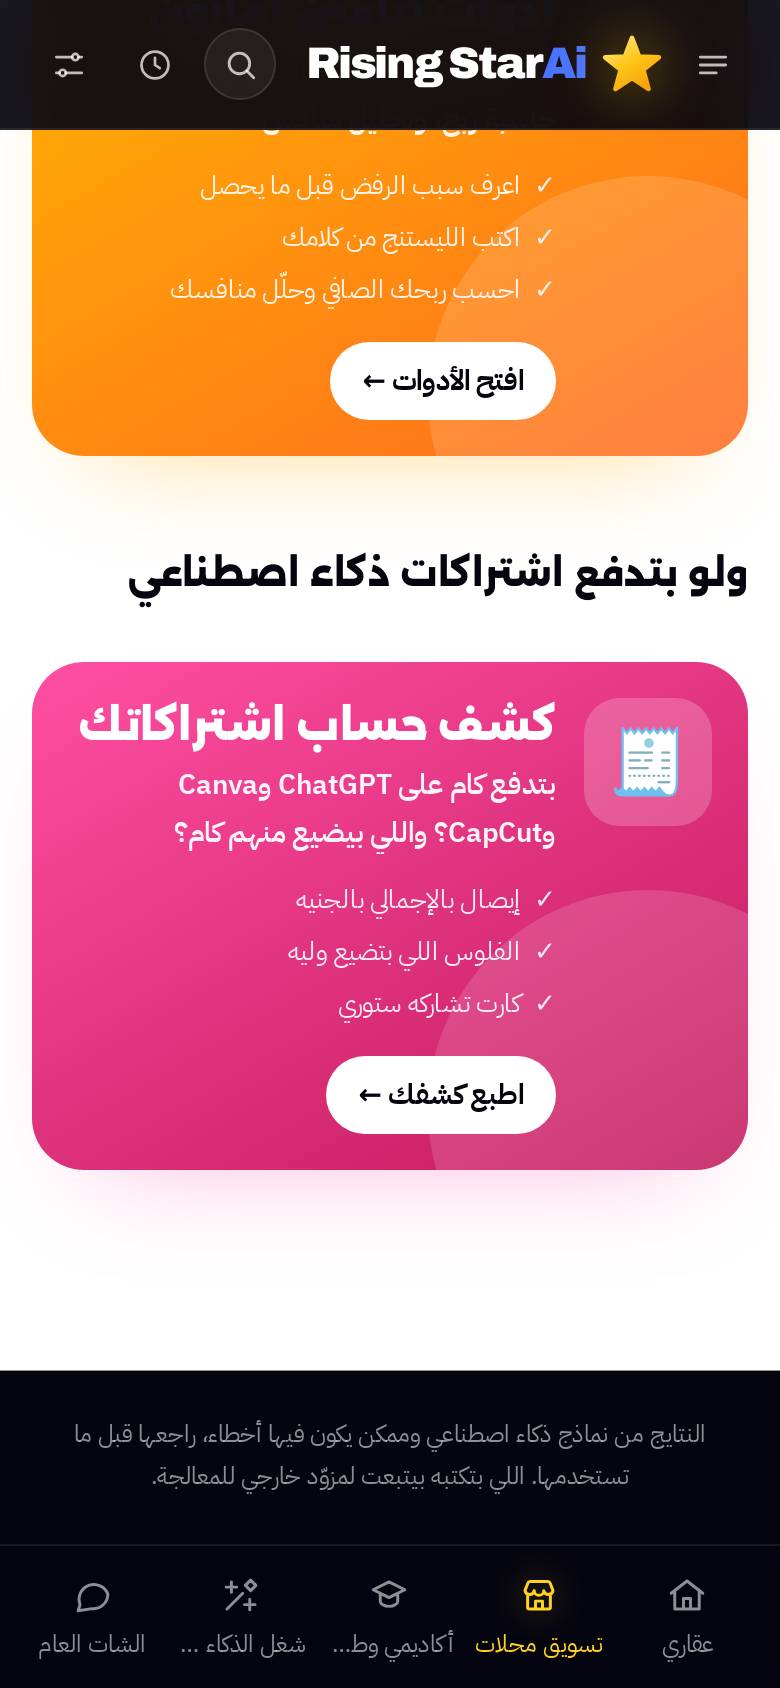 Rising StarAi
✓ اعرف سبب الرفض قبل ما يحصل
✓ اكتب الليستنج من كلامك
✓ احسب ربحك الصافي وحلّل منافسك
افتح الأدوات ←
ولو بتدفع اشتراكات ذكاء اصطناعي
كشف حساب اشتراكاتك
بتدفع كام على ChatGPT وCanva
وCapCut؟ واللي بيضيع منهم كام؟
✓ إيصال بالإجمالي بالجنيه
✓ الفلوس اللي بتضيع وليه
✓ كارت تشاركه ستوري
اطبع كشفك ←
النتايج من نماذج ذكاء اصطناعي وممكن يكون فيها أخطاء، راجعها قبل ما
تستخدمها. اللي بتكتبه بيتبعت لمزوّد خارجي للمعالجة.
عقاري
تسويق محلات
أكاديمي وط...
شغل الذكاء ...
الشات العام